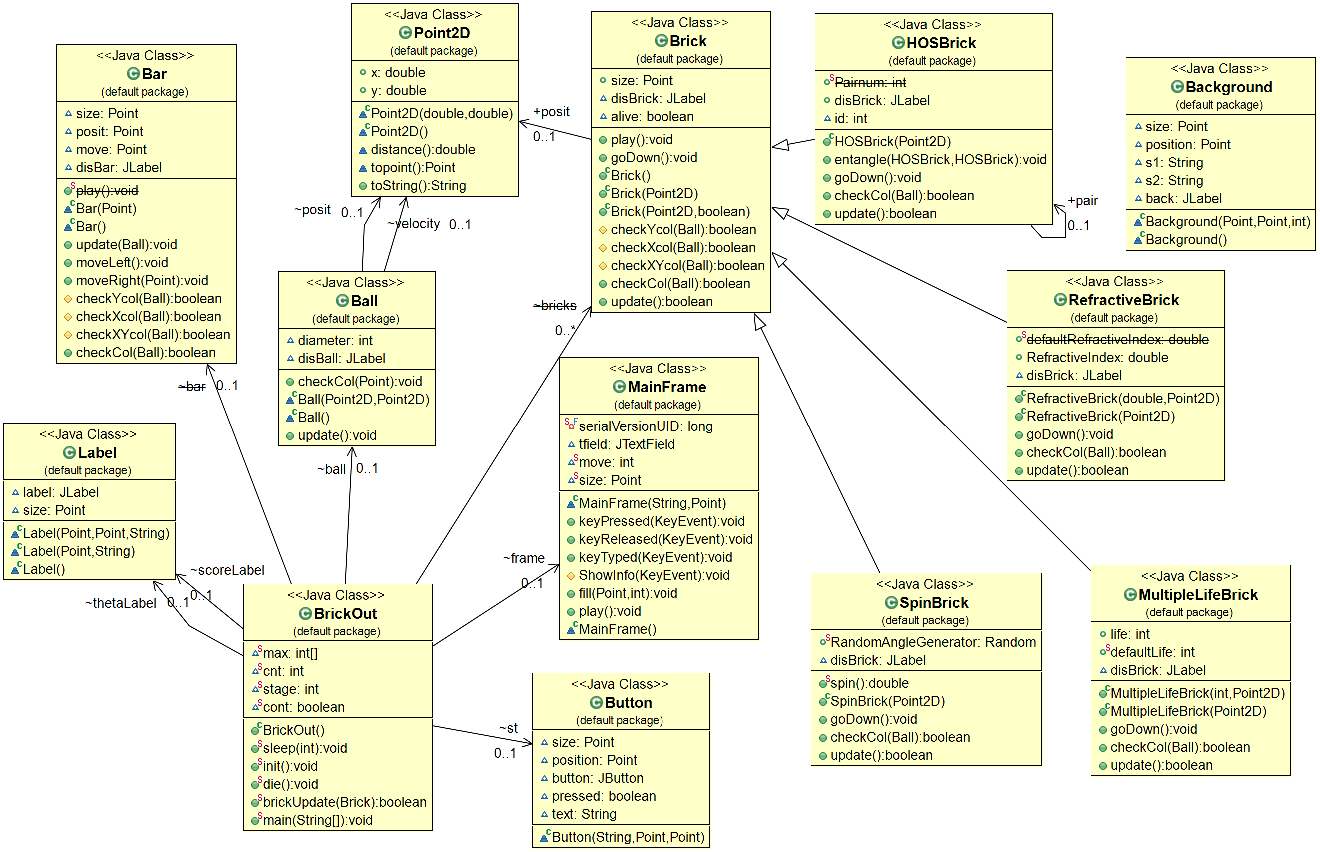 <<Java Class>>
Bar
(default package)
size: Point
posit: Point
move: Point
disBar: JLabel
play():void
Bar(Point)
Bar()
update(Ball):void
moveLeft():void
moveRight(Point):void
checkYcol(Ball):boolean
checkXcol(Ball):boolean
checkXYcol(Ball):boolean
checkCol(Ball):boolean
<<Java Class>>
Point2D
(default package)
x: double
y: double
Point2D(double,double)
Point2D()
distance():double
topoint():Point
toString():String
<<Java Class>>
Brick
(default package)
size: Point
disBrick: JLabel
alive: boolean
play():void
goDown():void
Brick()
Brick(Point2D)
Brick(Point2D,boolean)
checkYcol(Ball):boolean
checkXcol(Ball):boolean
checkXYcol(Ball):boolean
checkCol(Ball):boolean
update():boolean
<<Java Class>>
HOSBrick
(default package)
Pairnum: int
disBrick: JLabel
id: int
HOSBrick(Point2D)
entangle(HOSBrick,HOSBrick):void
goDown():void
checkCol(Ball):boolean
update():boolean
<<Java Class>>
Background
(default package)
size: Point
position: Point
s1: String
s2: String
back: JLabel
Background(Point,Point,int)
Background()
+posit
0..1
+pair
0..1
~posit 0..1
~velocity 0..1
<<Java Class>>
Ball
(default package)
diameter: int
disBall: JLabel
checkCol(Point):void
Ball(Point2D,Point2D)
Ball()
update():void
~bricks
0..*
<<Java Class>>
RefractiveBrick
(default package)
defaultRefractiveIndex: double
RefractiveIndex: double
disBrick: JLabel
RefractiveBrick(double,Point2D)
RefractiveBrick(Point2D)
goDown():void
checkCol(Ball):boolean
update():boolean
<<Java Class>>
MainFrame
(default package)
serialVersionUID: long
tfield: JTextField
move: int
size: Point
MainFrame(String,Point)
keyPressed(KeyEvent):void
keyReleased(KeyEvent):void
keyTyped(KeyEvent):void
ShowInfo(KeyEvent):void
fill(Point,int):void
play():void
MainFrame()
~bar 0..1
<<Java Class>>
Label
(default package)
label: JLabel
size: Point
Label(Point,Point,String)
Label(Point,String)
Label()
~ball 0..1
~scoreLabel
0..1
~thetaLabel 0..1
~frame
0..1
<<Java Class>>
BrickOut
(default package)
max: int[]
cnt: int
stage: int
cont: boolean
BrickOut()
sleep(int):void
init():void
die():void
brickUpdate(Brick):boolean
main(String[]):void
~st
0..1
<<Java Class>>
Button
(default package)
size: Point
position: Point
button: JButton
pressed: boolean
text: String
Button(String,Point,Point)
<<Java Class>>
SpinBrick
(default package)
RandomAngleGenerator: Random
disBrick: JLabel
spin():double
SpinBrick(Point2D)
goDown():void
checkCol(Ball):boolean
update():boolean
<<Java Class>>
MultipleLifeBrick
(default package)
life: int
defaultLife: int
disBrick: JLabel
MultipleLifeBrick(int,Point2D)
MultipleLifeBrick(Point2D)
goDown():void
checkCol(Ball):boolean
update():boolean